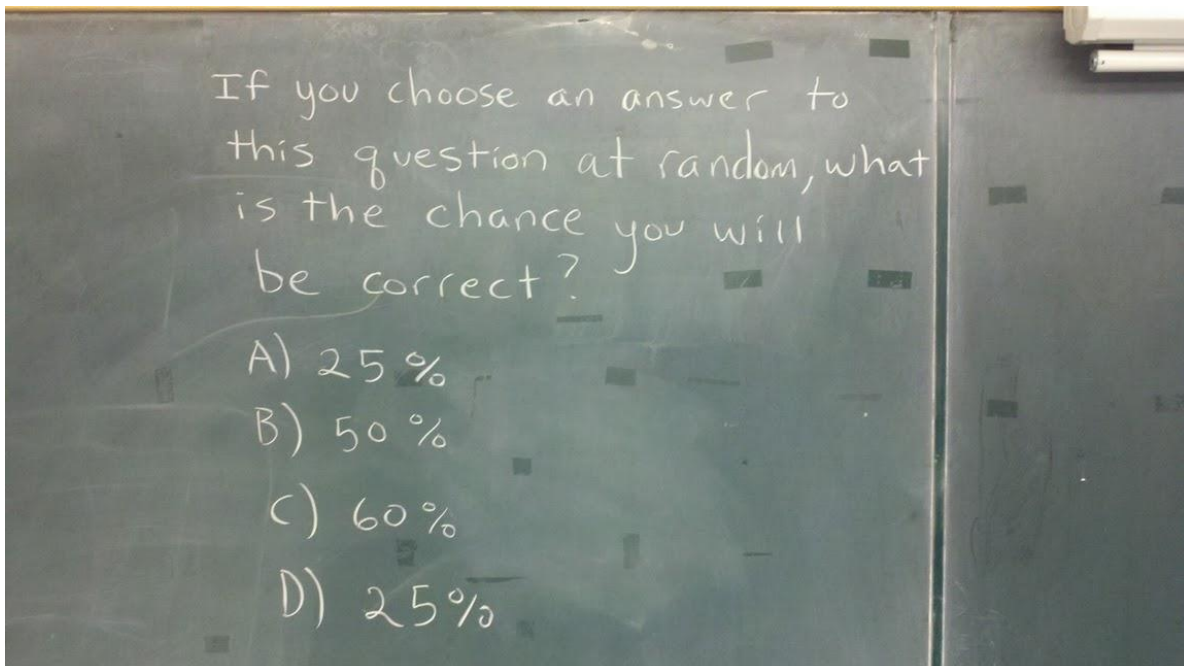 If you choose an answer to
this question at random, what
is the chance you will
be correct?
A) 25%
B) 50%
C) 60%
D) 25%